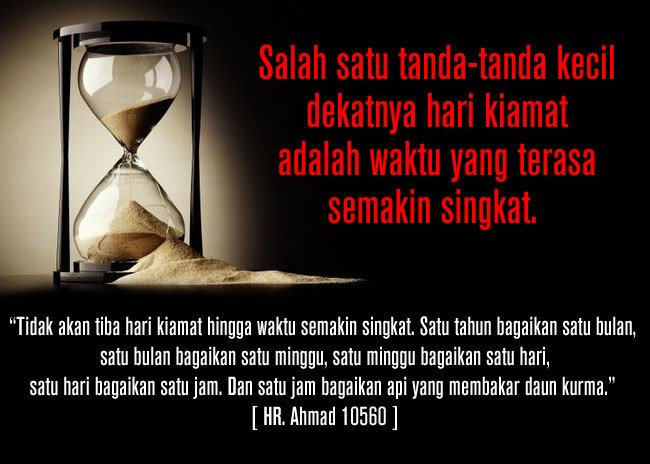 Salah satu tanda-tanda kecil
dekatnya hari kiamat
adalah waktu yang terasa
semakin singkat.
“Tidak akan tiba hari kiamat hingga waktu semakin singkat. Satu tahun bagaikan satu bulan,
satu bulan bagaikan satu minggu, satu minggu bagaikan satu hari,
satu hari bagaikan satu jam. Dan satu jam bagaikan api yang membakar daun kurma.”
[ HR. Ahmad 10560 ]